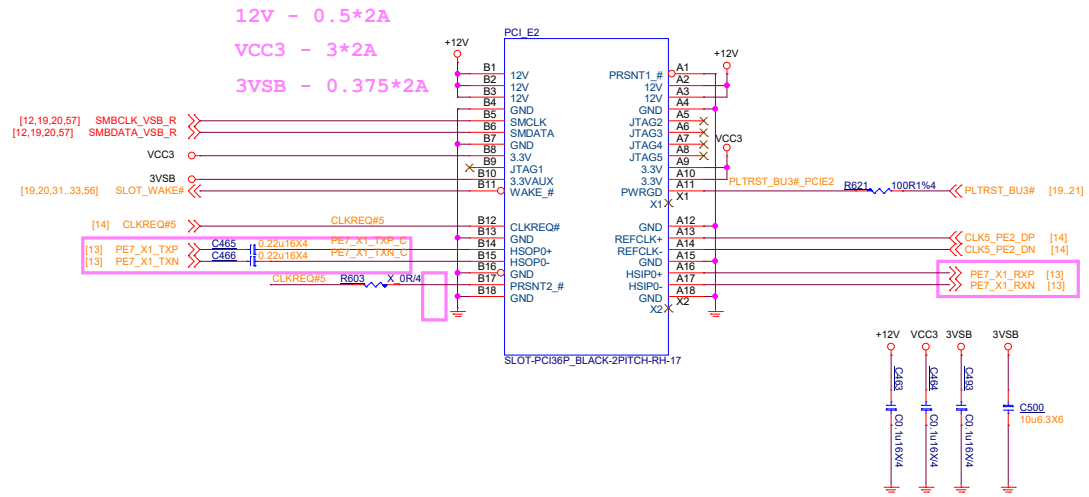 12V - 0.5*2A
VCC3 - 3*2A
3VSB - 0.375*2A
PCI_E2
+12V
+12V
B1 12V PRSNT1_# A1
B2 12V 12V A2
B3 12V 12V A3
B4 GND GND A4
[12,19,20,57] SMBCLK_VSB_R B5 SMCLK JTAG2 A5
[12,19,20,57] SMBDATA_VSB_R B6 SMDATA JTAG3 A6
B7 GND JTAG4 A7
VCC3 B8 3.3V JTAG5 A8 VCC3
B9 JTAG1 3.3V A9
3VSB B10 3.3VAUX 3.3V A10
[19,20,31..33,56] SLOT_WAKE# B11 WAKE_# PWRGD A11 PLTRST_BU3#_PCIE2 R621 100R1%4 PLTRST_BU3# [19..21]
X1 X1
[14] CLKREQ#5 CLKREQ#5 B12 CLKREQ# GND A12
B13 GND REFCLK+ A13 CLK5_PE2_DP [14]
[13] PE7_X1_TXP C465 0.22u16X4 PE7_X1_TXP_C B14 HSOP0+ REFCLK- A14 CLK5_PE2_DN [14]
[13] PE7_X1_TXN C466 0.22u16X4 PE7_X1_TXN_C B15 HSOP0- GND A15
B16 GND HSIP0+ A16 PE7_X1_RXP [13]
CLKREQ#5 R603 X_0R/4 B17 PRSNT2_# HSIP0- A17 PE7_X1_RXN [13]
B18 GND GND A18
X2 X2
SLOT-PCI36P_BLACK-2PITCH-RH-17
+12V VCC3 3VSB 3VSB
C463 C464 C493 C500
C0.1u16X/4 C0.1u16X/4 C0.1u16X/4 10u6.3X6